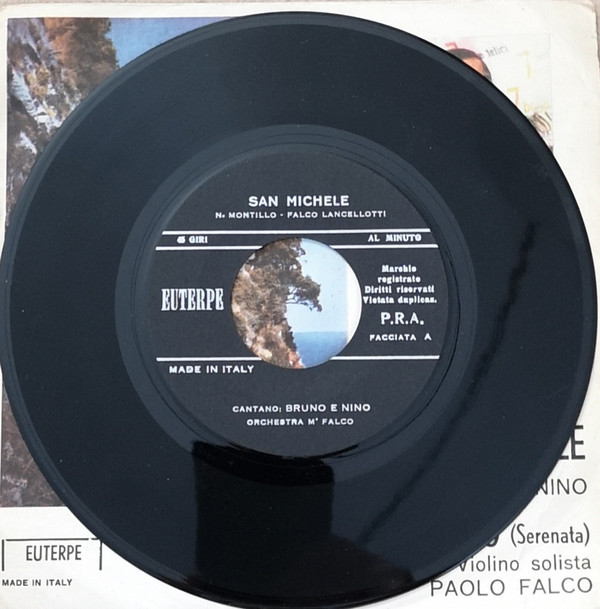 SAN MICHELE
N. MONTILLO - FALCO LANCELLOTTI
45 GIRI AL MINUTO
EUTERPE
Marchio
registrato
Diritti riservati
Vietata duplicaz.
P.R.A.
FACCIATA A
MADE IN ITALY
CANTANO: BRUNO E NINO
ORCHESTRA M° FALCO
NINO
(Serenata)
EUTERPE
Violino solista
MADE IN ITALY
PAOLO FALCO